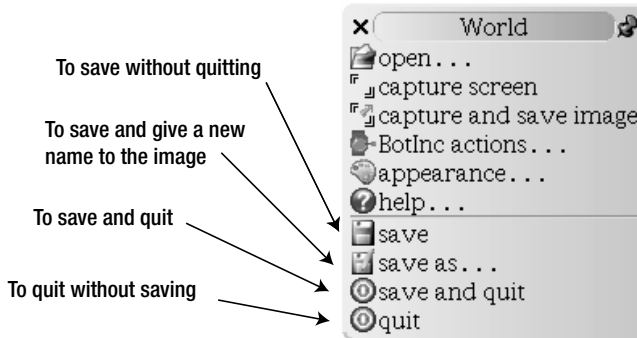 World
open...
capture screen
capture and save image
BotInc actions...
appearance...
help...
save
save as...
save and quit
quit
To save without quitting
To save and give a new
name to the image
To save and quit
To quit without saving